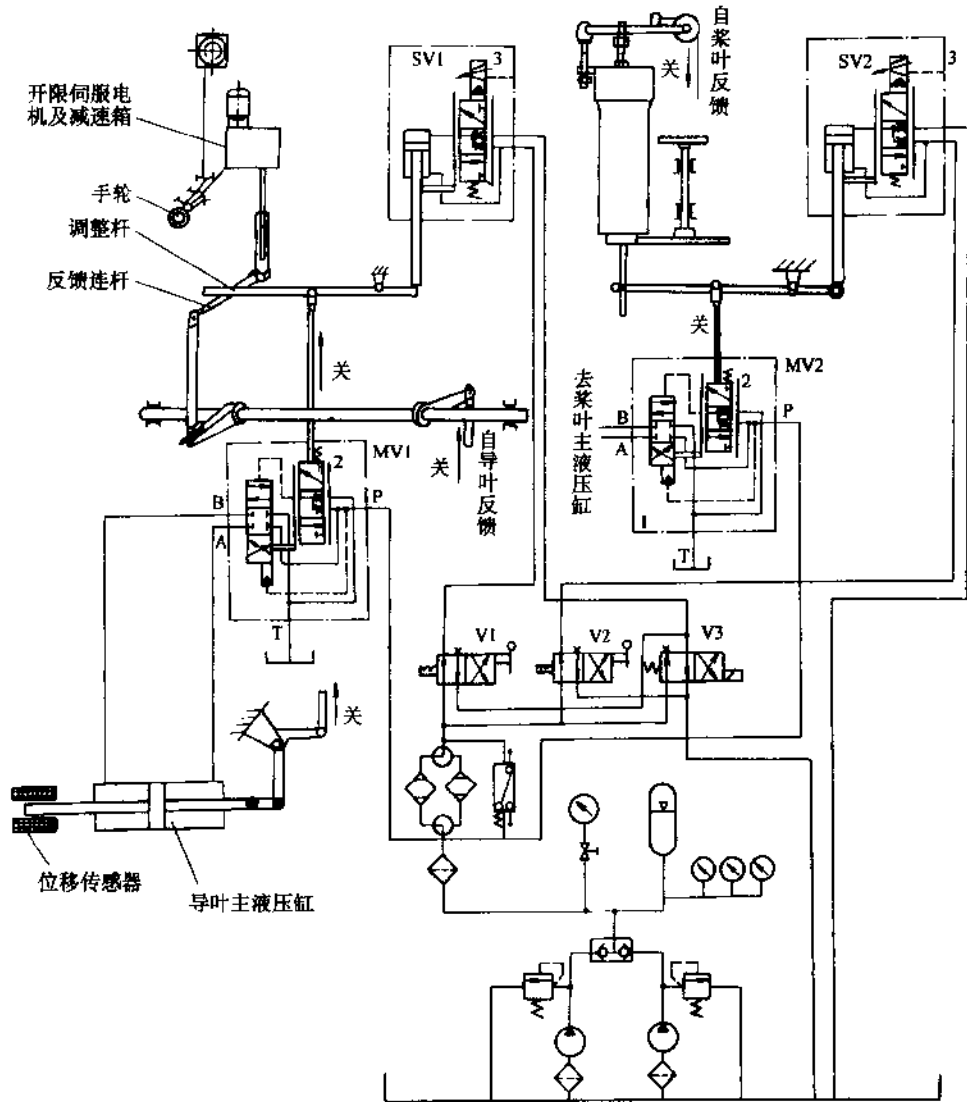 开限伺服电
机及减速箱
手轮
调整杆
反馈连杆
SV1
3
自桨叶反馈
关
SV2
3
关
关
MV1
2
B
A
P
T
关
自导叶反馈
去桨叶主液压缸
MV2
2
B
A
P
1
T
V1
V2
V3
关
位移传感器
导叶主液压缸